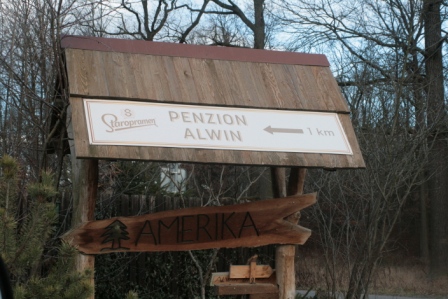 Staropramen
PENZION
ALWIN
1 km
AMERIKA